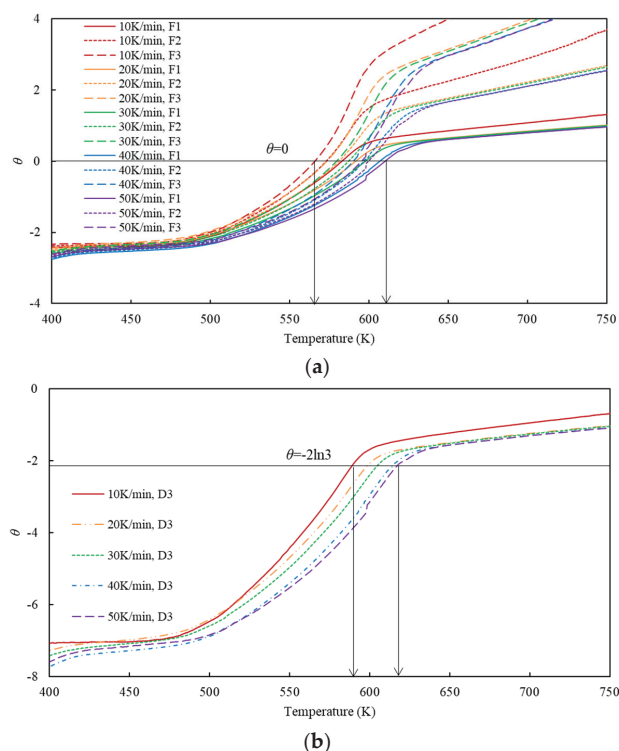 4
2
0
-2
-4
θ
10K/min, F1
10K/min, F2
10K/min, F3
20K/min, F1
20K/min, F2
20K/min, F3
30K/min, F1
30K/min, F2
30K/min, F3
40K/min, F1
40K/min, F2
40K/min, F3
50K/min, F1
50K/min, F2
50K/min, F3
θ=0
400 450 500 550 600 650 700 750
Temperature (K)
(a)
0
-2
-4
-6
-8
θ
θ=-2ln3
10K/min, D3
20K/min, D3
30K/min, D3
40K/min, D3
50K/min, D3
400 450 500 550 600 650 700 750
Temperature (K)
(b)